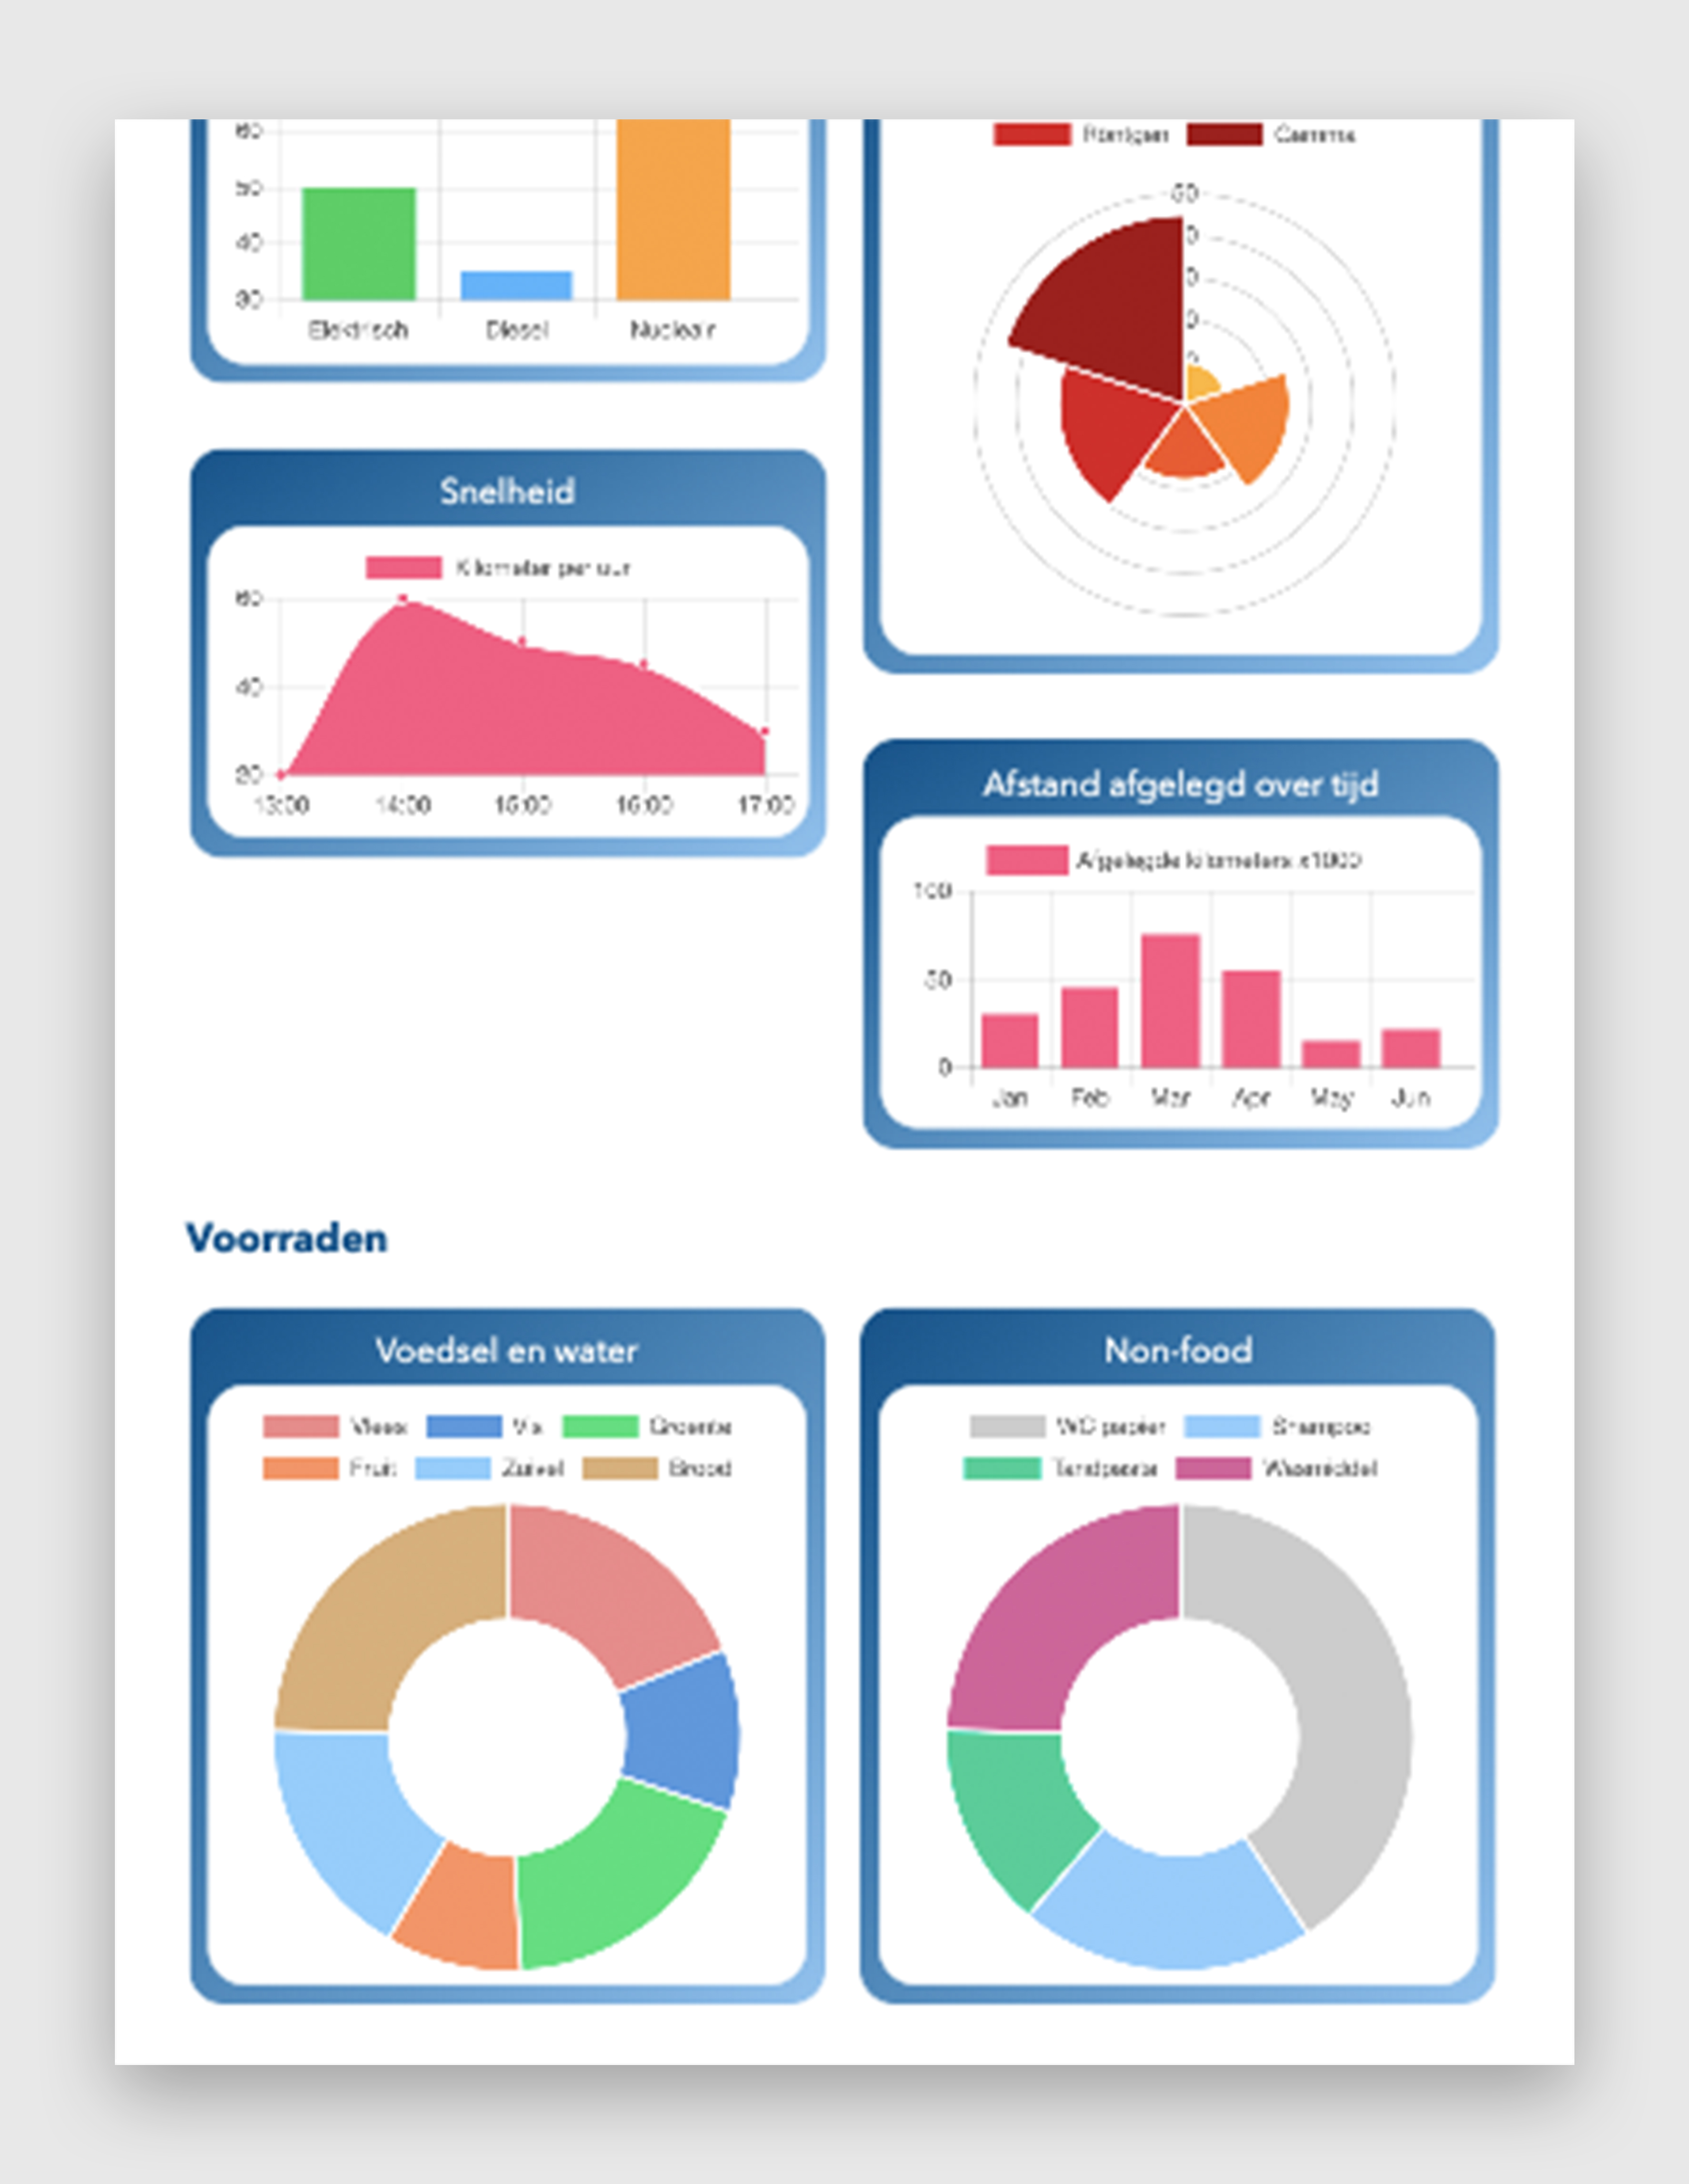 60
50
40
30
Elektrisch Diesel Nucleair
Röntgen Gamma
50
0
0
0
0
Snelheid
Kilometer per uur
60
40
20
13:00 14:00 15:00 16:00 17:00
Afstand afgelegd over tijd
Afgelegde kilometers x1000
100
50
0
Jan Feb Mar Apr May Jun
Voorraden
Voedsel en water
Vlees Vis Groente
Fruit Zuivel Brood
Non-food
WC papier Shampoo
Tandpasta Wasmiddel